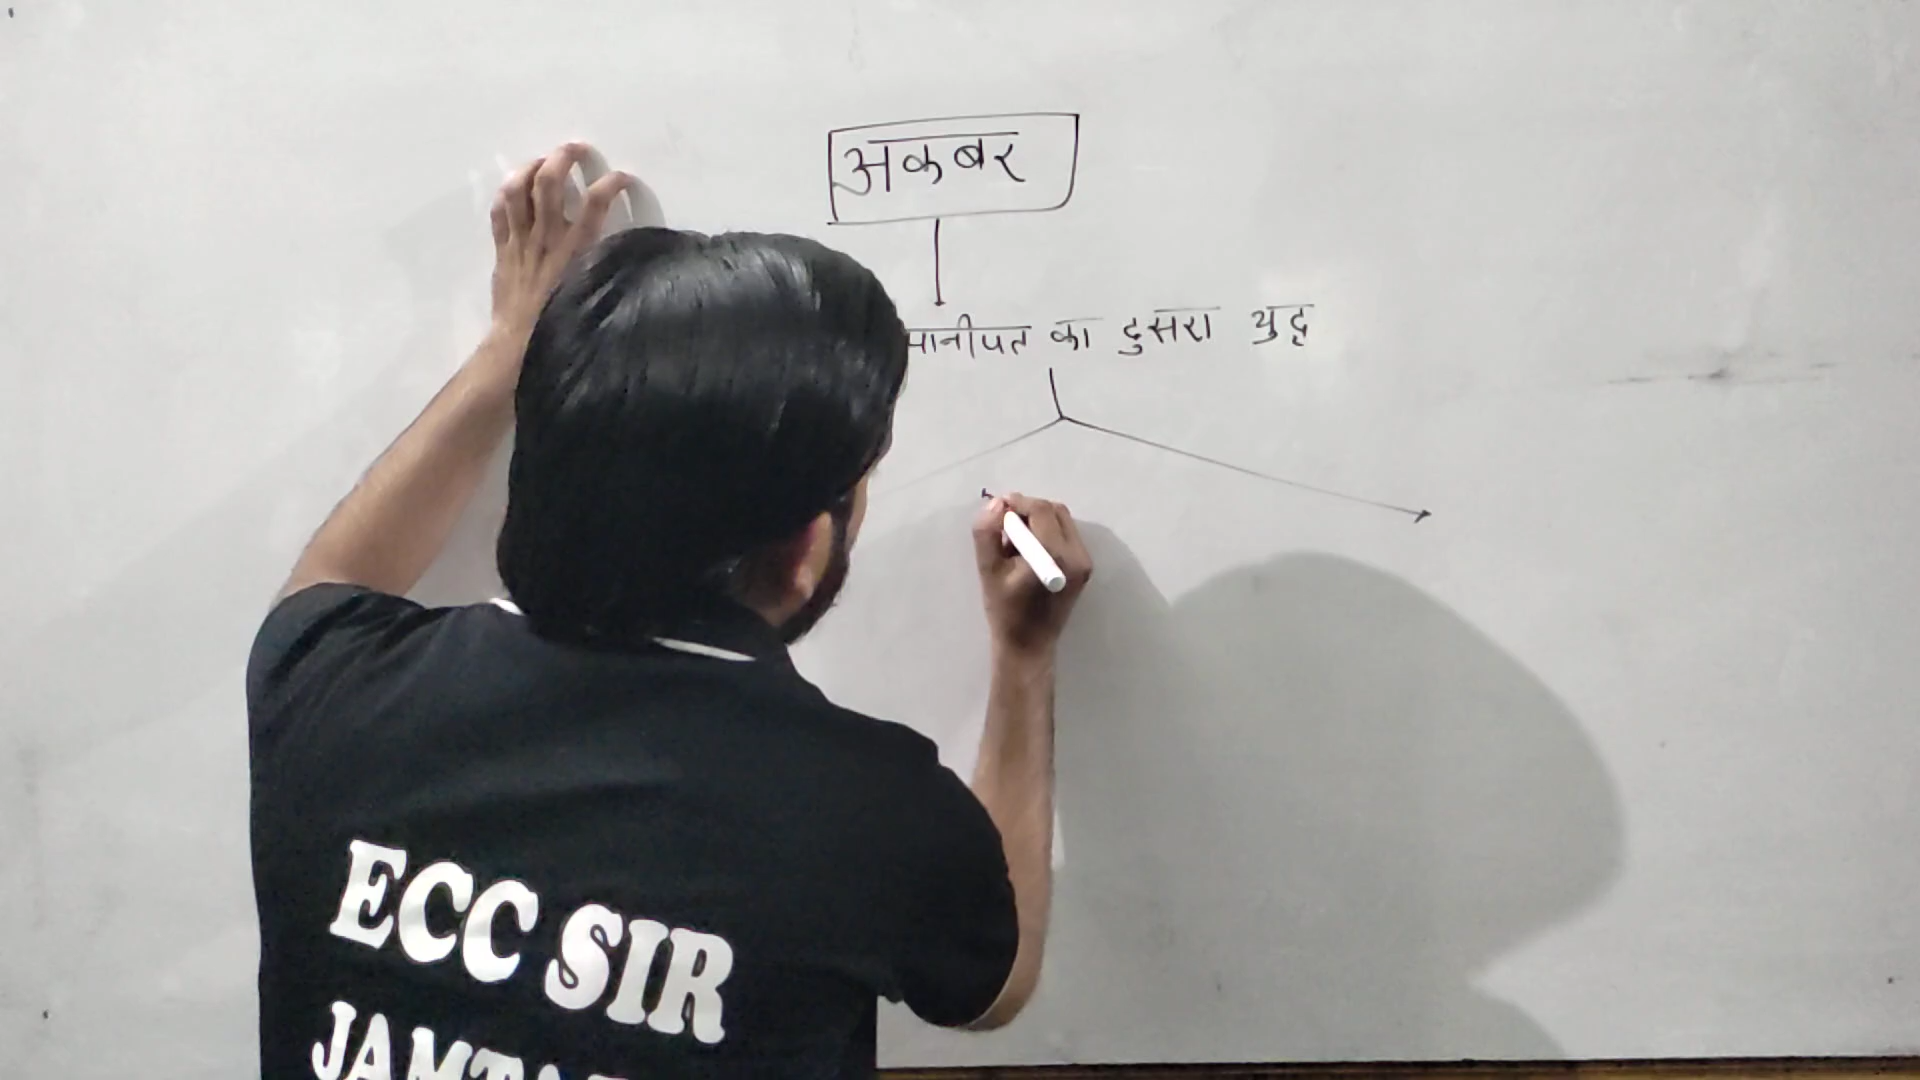 अकबर
पानीपत का दुसरा युद्ध
ECC SIR